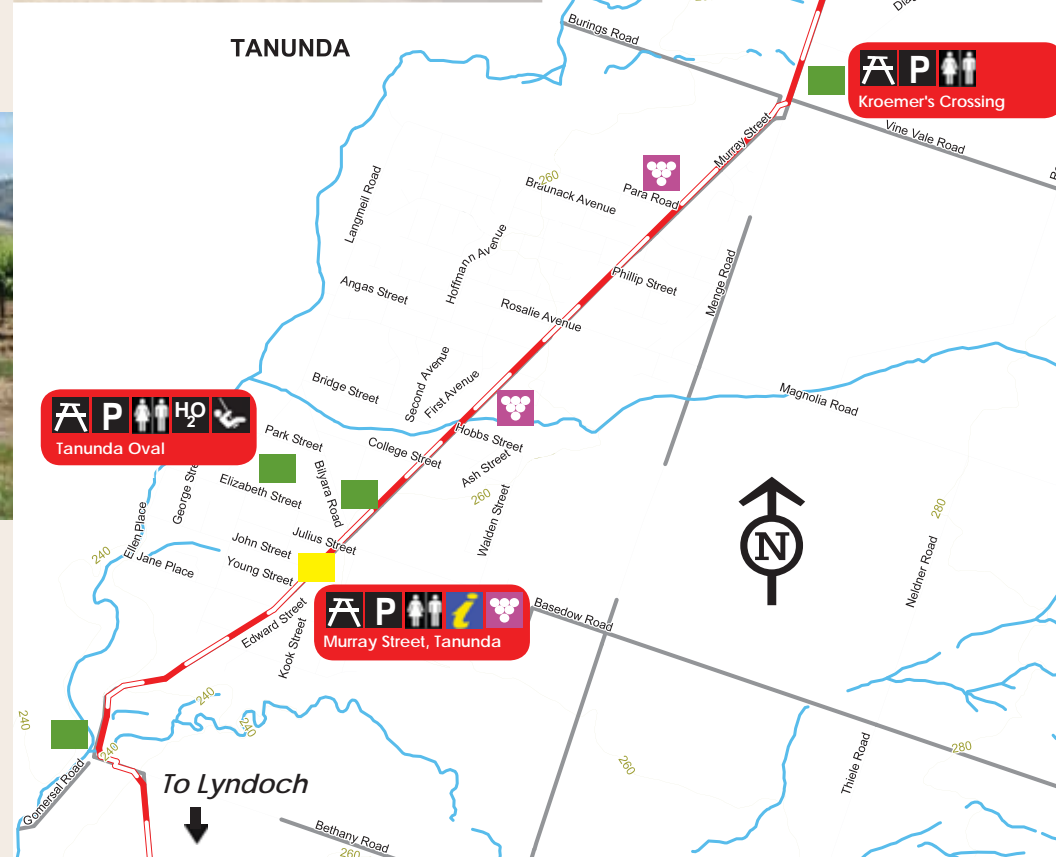 Burings Road
TANUNDA
P
Kroemer's Crossing
Vine Vale Road
Murray Street
260
Braunack Avenue
Para Road
Langmeil Road
Hoffmann Avenue
Phillip Street
Menge Road
Angas Street
Rosalie Avenue
Bridge Street
Second Avenue
First Avenue
Magnolia Road
P
H2O
Tanunda Oval
Park Street
College Street
Hobbs Street
Ash Street
260
Elizabeth Street
Bilyara Road
Walden Street
280
Ellen Place
Julius Street
John Street
Young Street
240
Jane Place
N
Neldner Road
P
i
Murray Street, Tanunda
Edward Street
Kook Street
Basedow Road
240
240
240
240
260
280
Thiele Road
Gomersal Road
To Lyndoch
Bethany Road
260